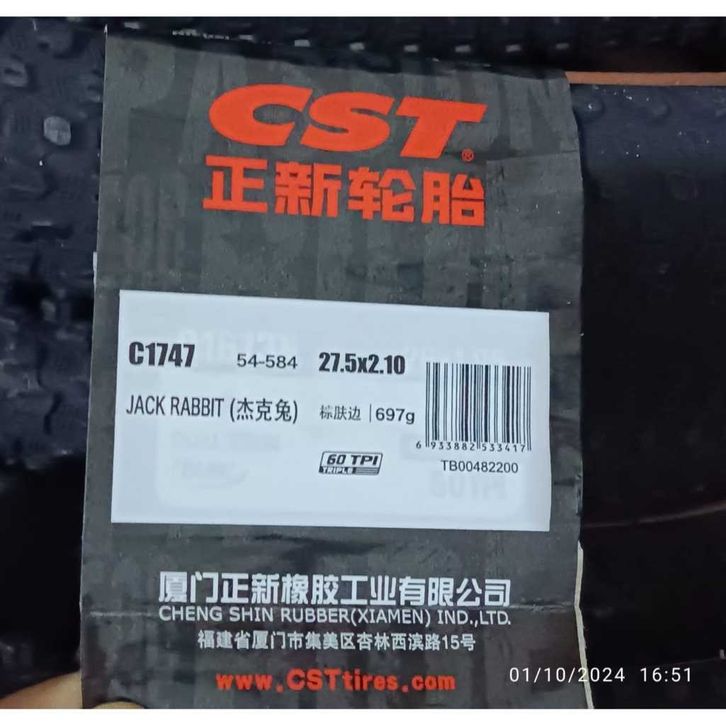 CST®
正新轮胎
C1747 54-584 27.5x2.10
JACK RABBIT (杰克兔) 棕肤边 | 697g
6 933882 533417
60 TPI
TRIPLE
TB00482200
厦门正新橡胶工业有限公司
CHENG SHIN RUBBER(XIAMEN) IND.,LTD.
福建省厦门市集美区杏林西滨路15号
www.CSTtires.com
01/10/2024 16:51